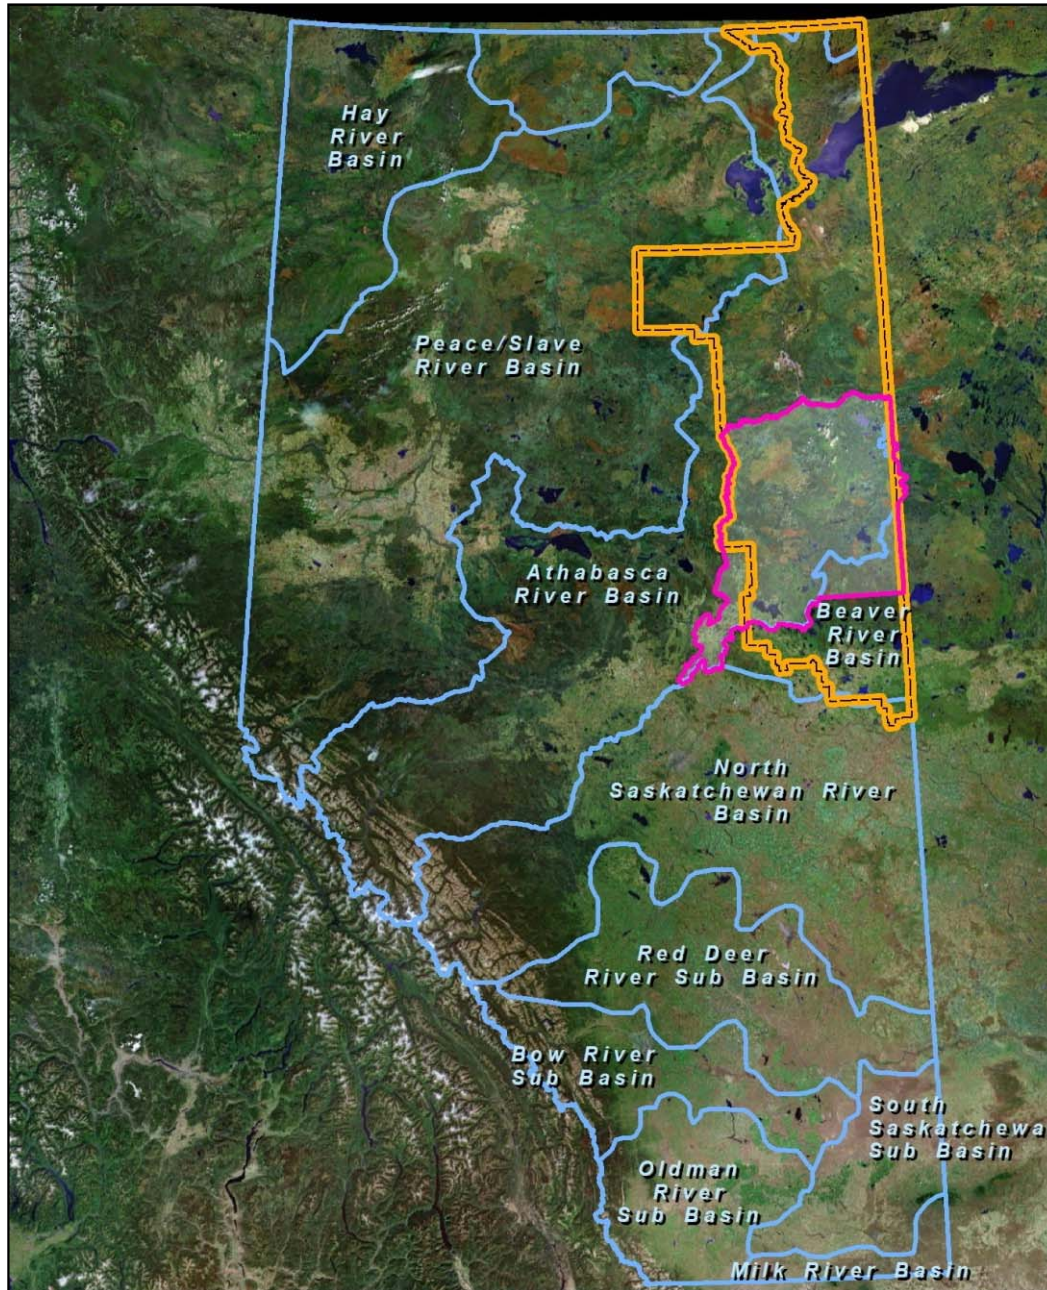 Hay
River
Basin
Peace/Slave
River Basin
Athabasca
River Basin
Beaver
River
Basin
North
Saskatchewan River
Basin
Red Deer
River Sub Basin
Bow River
Sub Basin
South
Saskatchewa
Sub Basin
Oldman
River
Sub Basin
Milk River Basin